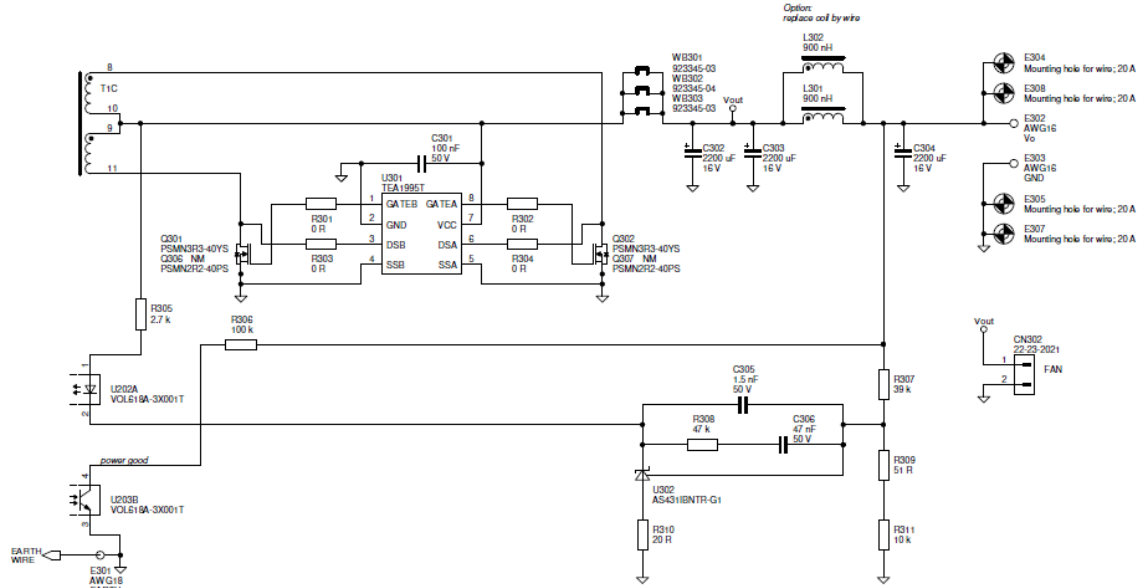 Option:
replace coil by wire
L302
900 nH
L301
900 nH
WB301
923345-03
WB302
923345-04
WB303
923345-03
Vout
E304
Mounting hole for wire; 20 A
E308
Mounting hole for wire; 20 A
E302
AWG16
Vo
E303
AWG16
GND
E305
Mounting hole for wire; 20 A
E307
Mounting hole for wire; 20 A
8
T1C
10
9
11
C301
100 nF
50 V
C302
2200 uF
16 V
C303
2200 uF
16 V
C304
2200 uF
16 V
U301
TEA1995T
1 GATEB GATEA 8
2 GND VCC 7
3 DSB DSA 6
4 SSB SSA 5
R301
0 R
R302
0 R
R303
0 R
R304
0 R
Q301
PSMN3R3-40YS
Q306 NM
PSMN2R2-40PS
Q302
PSMN3R3-40YS
Q307 NM
PSMN2R2-40PS
R305
2.7 k
R306
100 k
Vout
CN302
22-23-2021
1
2
FAN
1
U202A
VOL618A-3X001T
2
C305
1.5 nF
50 V
R308
47 k
C306
47 nF
50 V
R307
39 k
R309
51 R
power good
4
U203B
VOL618A-3X001T
3
U302
AS431IBNTR-G1
R310
20 R
R311
10 k
EARTH
WIRE
E301
AWG18